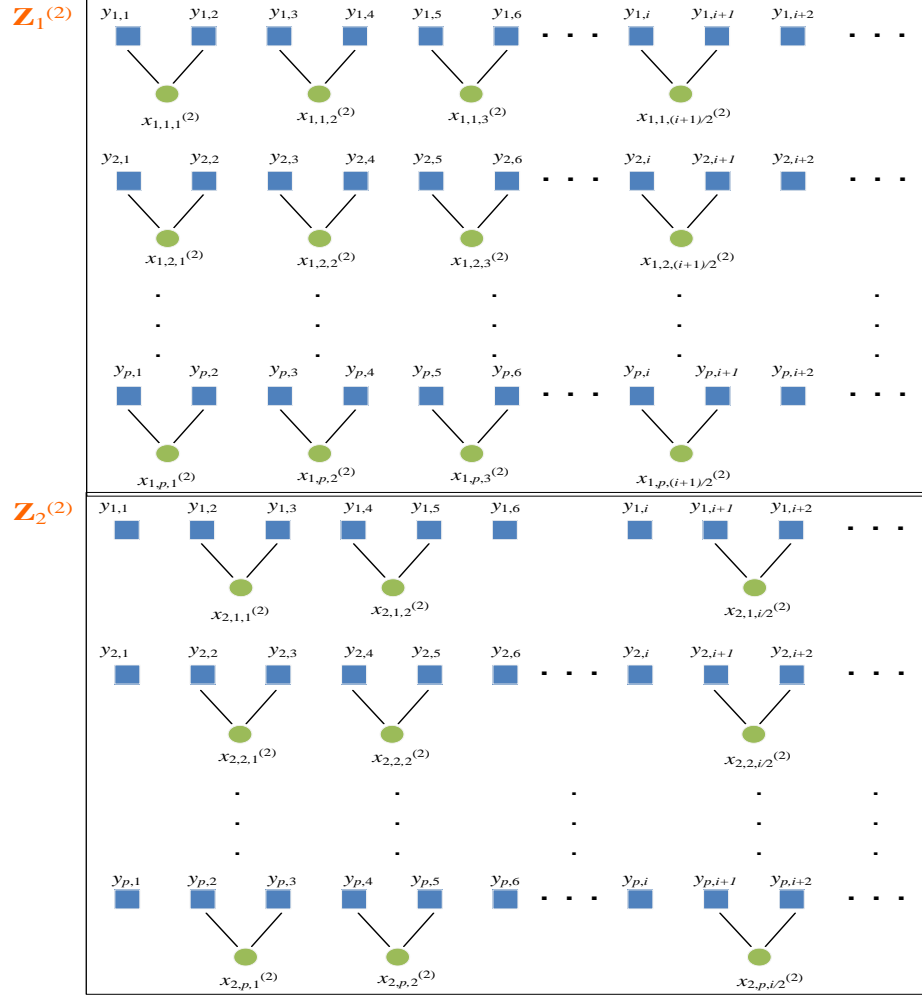 Z₁⁽²⁾
y₁,₁ y₁,₂ y₁,₃ y₁,₄ y₁,₅ y₁,₆ . . . y₁,ᵢ y₁,ᵢ₊₁ y₁,ᵢ₊₂ . . .
x₁,₁,₁⁽²⁾ x₁,₁,₂⁽²⁾ x₁,₁,₃⁽²⁾ x₁,₁,₍ᵢ₊₁₎/₂⁽²⁾
y₂,₁ y₂,₂ y₂,₃ y₂,₄ y₂,₅ y₂,₆ . . . y₂,ᵢ y₂,ᵢ₊₁ y₂,ᵢ₊₂ . . .
x₁,₂,₁⁽²⁾ x₁,₂,₂⁽²⁾ x₁,₂,₃⁽²⁾ x₁,₂,₍ᵢ₊₁₎/₂⁽²⁾
yₚ,₁ yₚ,₂ yₚ,₃ yₚ,₄ yₚ,₅ yₚ,₆ . . . yₚ,ᵢ yₚ,ᵢ₊₁ yₚ,ᵢ₊₂ . . .
x₁,ₚ,₁⁽²⁾ x₁,ₚ,₂⁽²⁾ x₁,ₚ,₃⁽²⁾ x₁,ₚ,₍ᵢ₊₁₎/₂⁽²⁾
Z₂⁽²⁾
y₁,₁ y₁,₂ y₁,₃ y₁,₄ y₁,₅ y₁,₆ y₁,ᵢ y₁,ᵢ₊₁ y₁,ᵢ₊₂ . . .
x₂,₁,₁⁽²⁾ x₂,₁,₂⁽²⁾ x₂,₁,ᵢ/₂⁽²⁾
y₂,₁ y₂,₂ y₂,₃ y₂,₄ y₂,₅ y₂,₆ . . . y₂,ᵢ y₂,ᵢ₊₁ y₂,ᵢ₊₂ . . .
x₂,₂,₁⁽²⁾ x₂,₂,₂⁽²⁾ x₂,₂,ᵢ/₂⁽²⁾
yₚ,₁ yₚ,₂ yₚ,₃ yₚ,₄ yₚ,₅ yₚ,₆ . . . yₚ,ᵢ yₚ,ᵢ₊₁ yₚ,ᵢ₊₂ . . .
x₂,ₚ,₁⁽²⁾ x₂,ₚ,₂⁽²⁾ x₂,ₚ,ᵢ/₂⁽²⁾